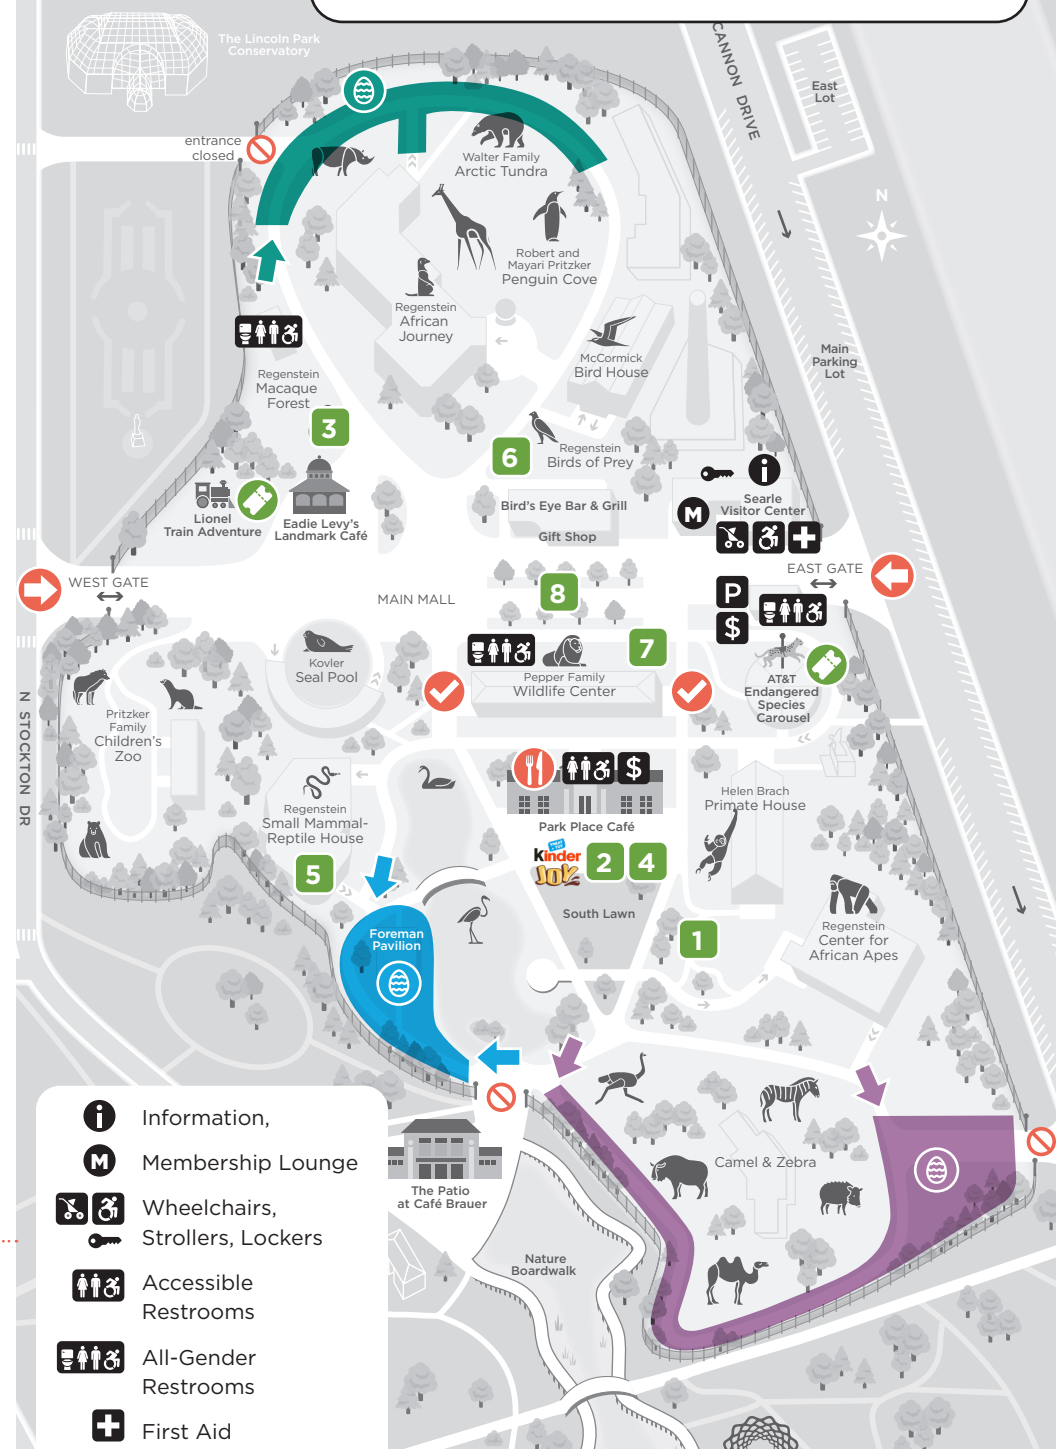 The Lincoln Park
Conservatory
CANNON DRIVE
East
Lot
entrance
closed
N
Walter Family
Arctic Tundra
Robert and
Mayari Pritzker
Penguin Cove
Regenstein
African
Journey
McCormick
Bird House
Main
Parking
Lot
Regenstein
Macaque
Forest
3
6
Regenstein
Birds of Prey
i
M
Searle
Visitor Center
Lionel
Train Adventure
Eadie Levy's
Landmark Café
Bird's Eye Bar & Grill
Gift Shop
WEST GATE
EAST GATE
MAIN MALL
8
P
$
7
Kovler
Seal Pool
Pepper Family
Wildlife Center
AT&T
Endangered
Species
Carousel
N STOCKTON DR
Pritzker
Family
Children's
Zoo
$
Regenstein
Small Mammal-
Reptile House
Helen Brach
Primate House
Park Place Café
kinder
JOY
2
4
5
South Lawn
1
Foreman
Pavilion
Regenstein
Center for
African Apes
Camel & Zebra
The Patio
at Café Brauer
Nature
Boardwalk
i Information,
M Membership Lounge
Wheelchairs,
Strollers, Lockers
Accessible
Restrooms
All-Gender
Restrooms
First Aid